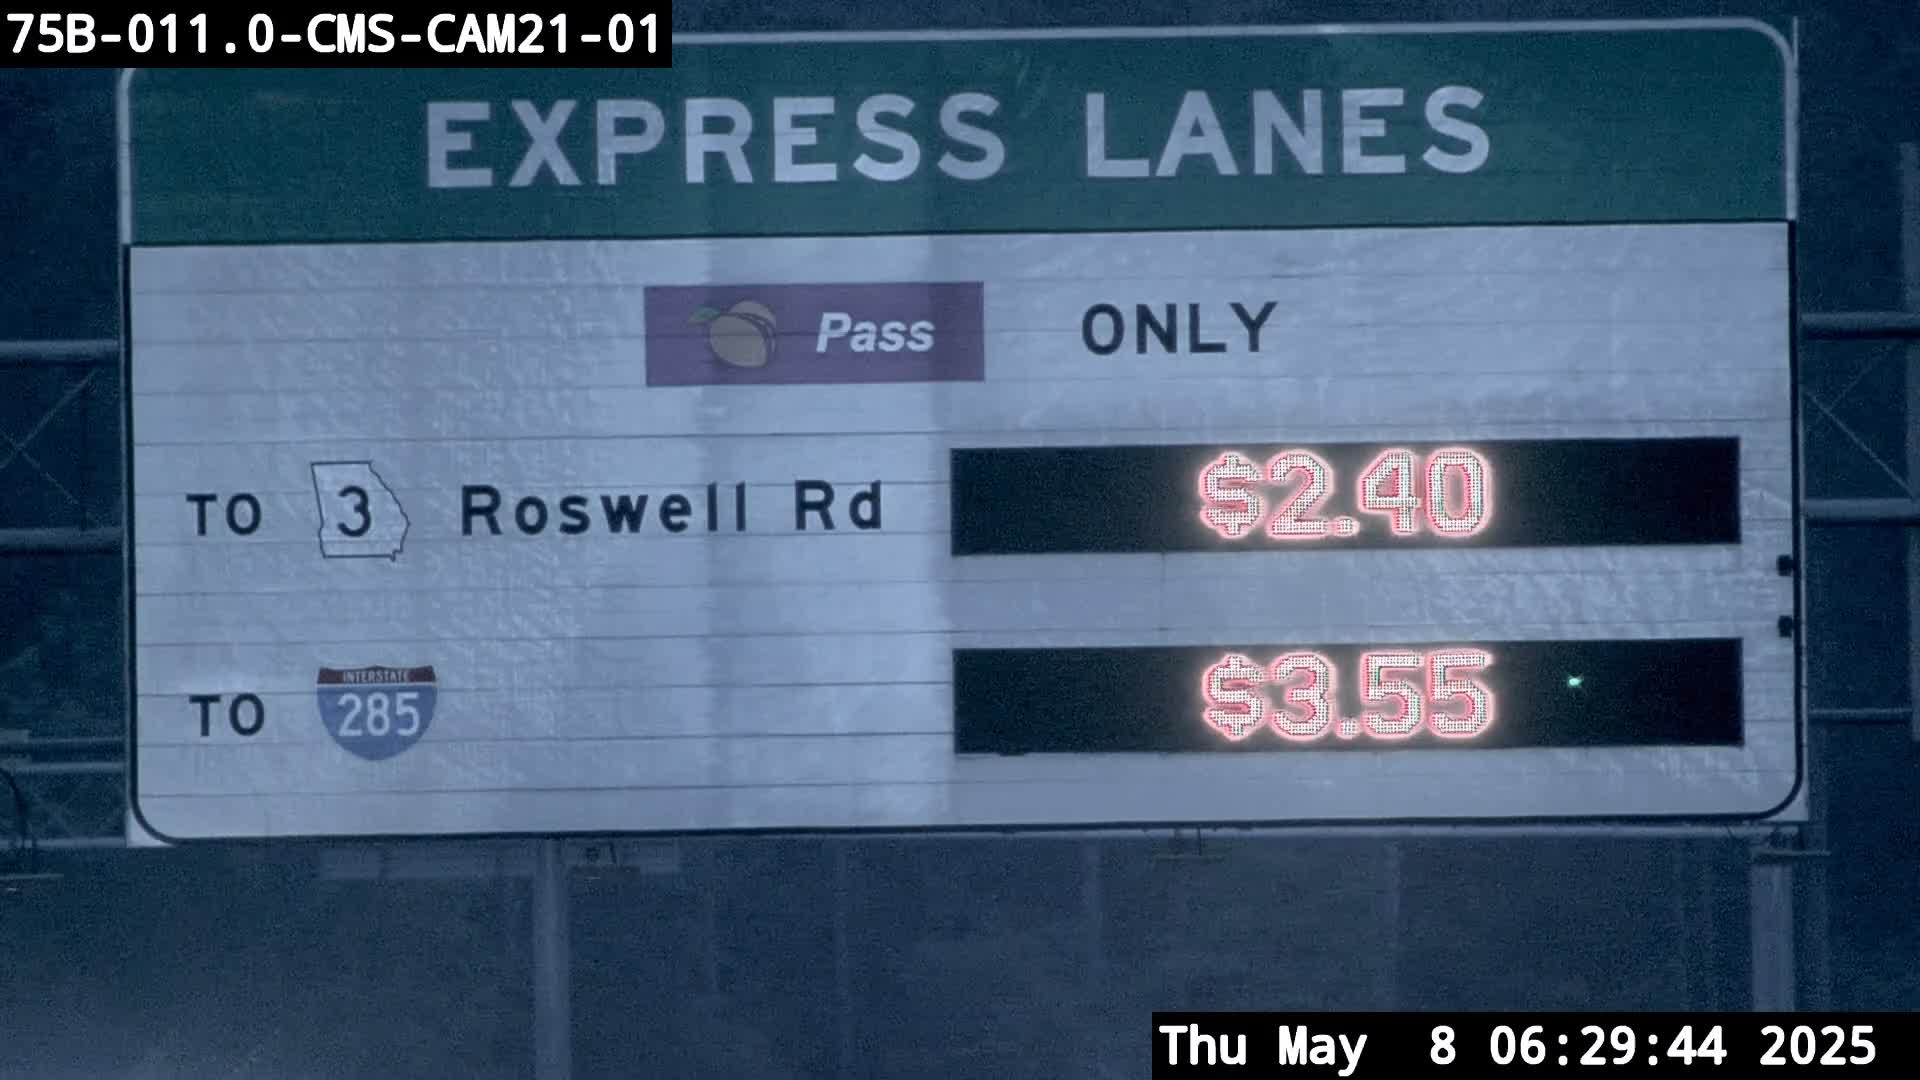 75B-011.0-CMS-CAM21-01
EXPRESS LANES
Pass ONLY
TO 3 Roswell Rd $2.40
TO INTERSTATE 285 $3.55
Thu May 8 06:29:44 2025